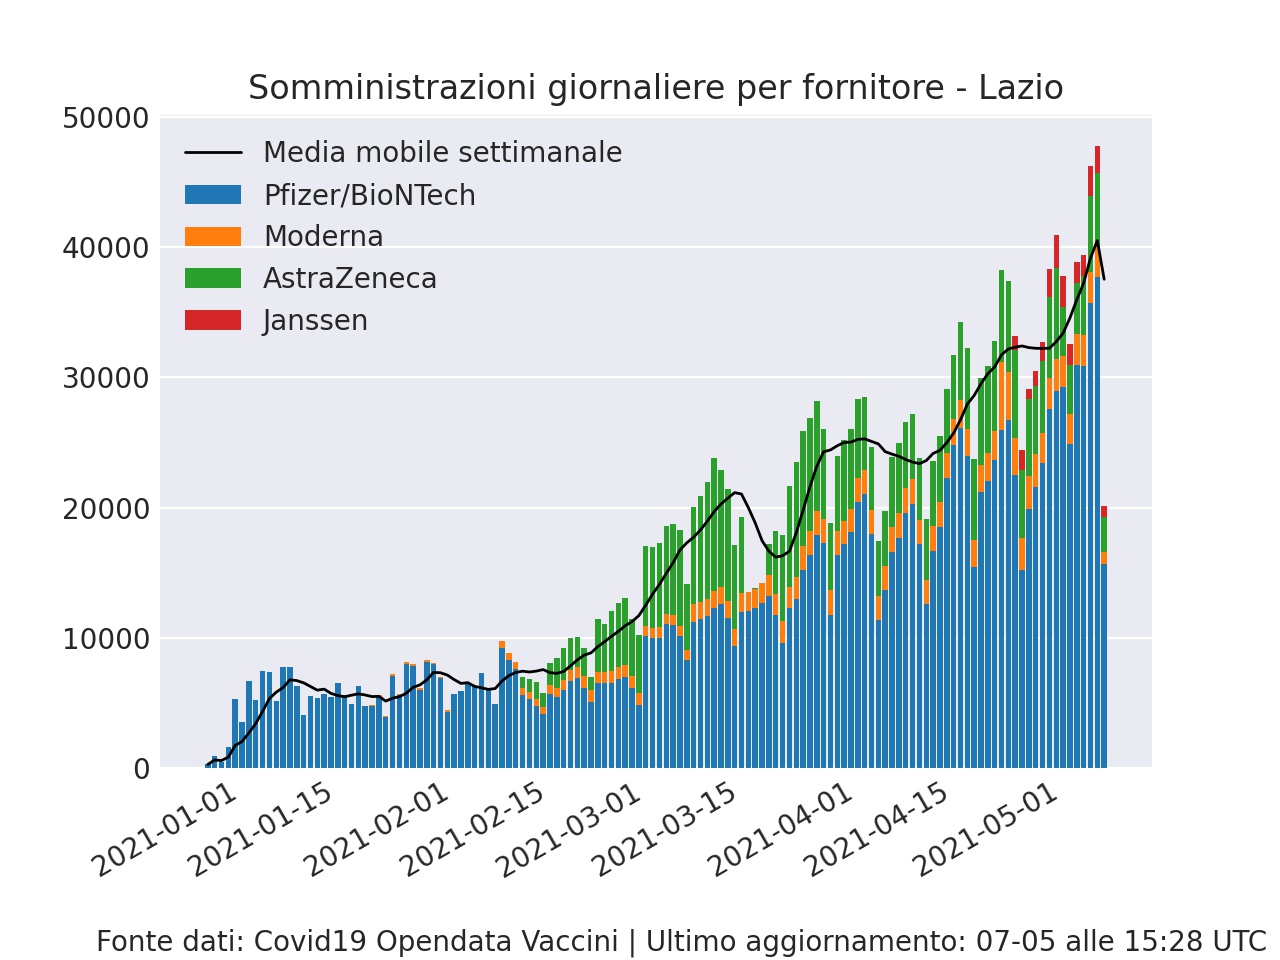 Somministrazioni giornaliere per fornitore - Lazio
50000
40000
30000
20000
10000
0
Media mobile settimanale
Pfizer/BioNTech
Moderna
AstraZeneca
Janssen
2021-01-01
2021-01-15
2021-02-01
2021-02-15
2021-03-01
2021-03-15
2021-04-01
2021-04-15
2021-05-01
Fonte dati: Covid19 Opendata Vaccini | Ultimo aggiornamento: 07-05 alle 15:28 UTC